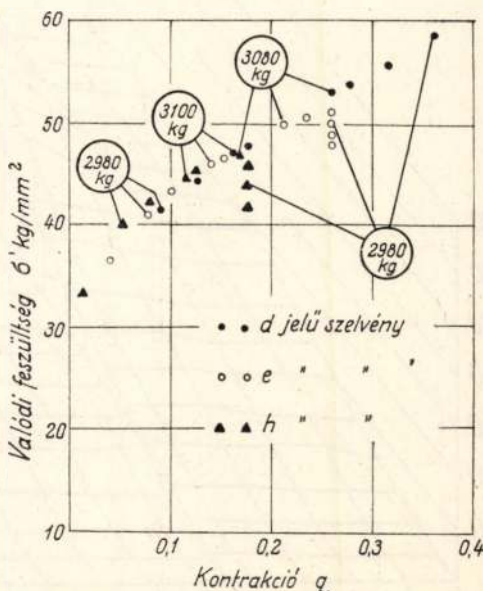 60
50
40
30
20
10
Valódi feszültség σ' kg/mm²
3080 kg
3100 kg
2980 kg
2980 kg
d jelű szelvény
e " " '
h " "
0,1
0,2
0,3
0,4
Kontrakció q.